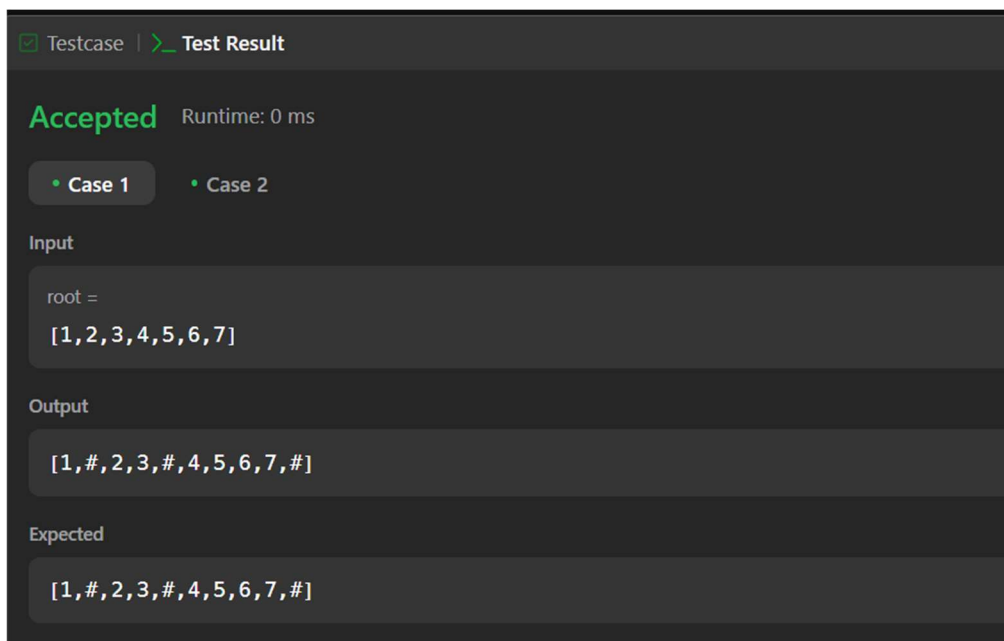 Testcase | >_ Test Result
Accepted Runtime: 0 ms
• Case 1 • Case 2
Input
root =
[1,2,3,4,5,6,7]
Output
[1,#,2,3,#,4,5,6,7,#]
Expected
[1,#,2,3,#,4,5,6,7,#]